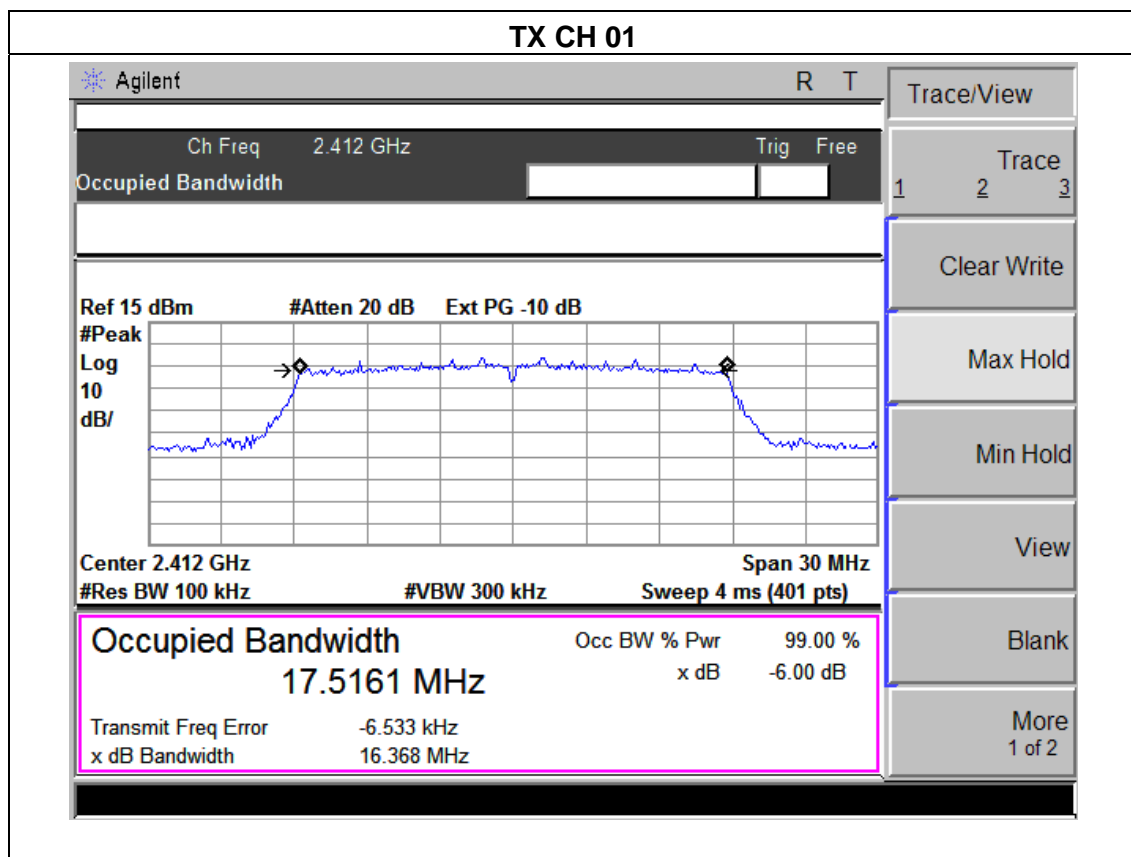 TX CH 01
Agilent R T
Ch Freq 2.412 GHz Trig Free
Occupied Bandwidth
Ref 15 dBm #Atten 20 dB Ext PG -10 dB
#Peak
Log
10
dB/
Center 2.412 GHz Span 30 MHz
#Res BW 100 kHz #VBW 300 kHz Sweep 4 ms (401 pts)
Occupied Bandwidth Occ BW % Pwr 99.00 %
17.5161 MHz x dB -6.00 dB
Transmit Freq Error -6.533 kHz
x dB Bandwidth 16.368 MHz
Trace/View
Trace
1 2 3
Clear Write
Max Hold
Min Hold
View
Blank
More
1 of 2